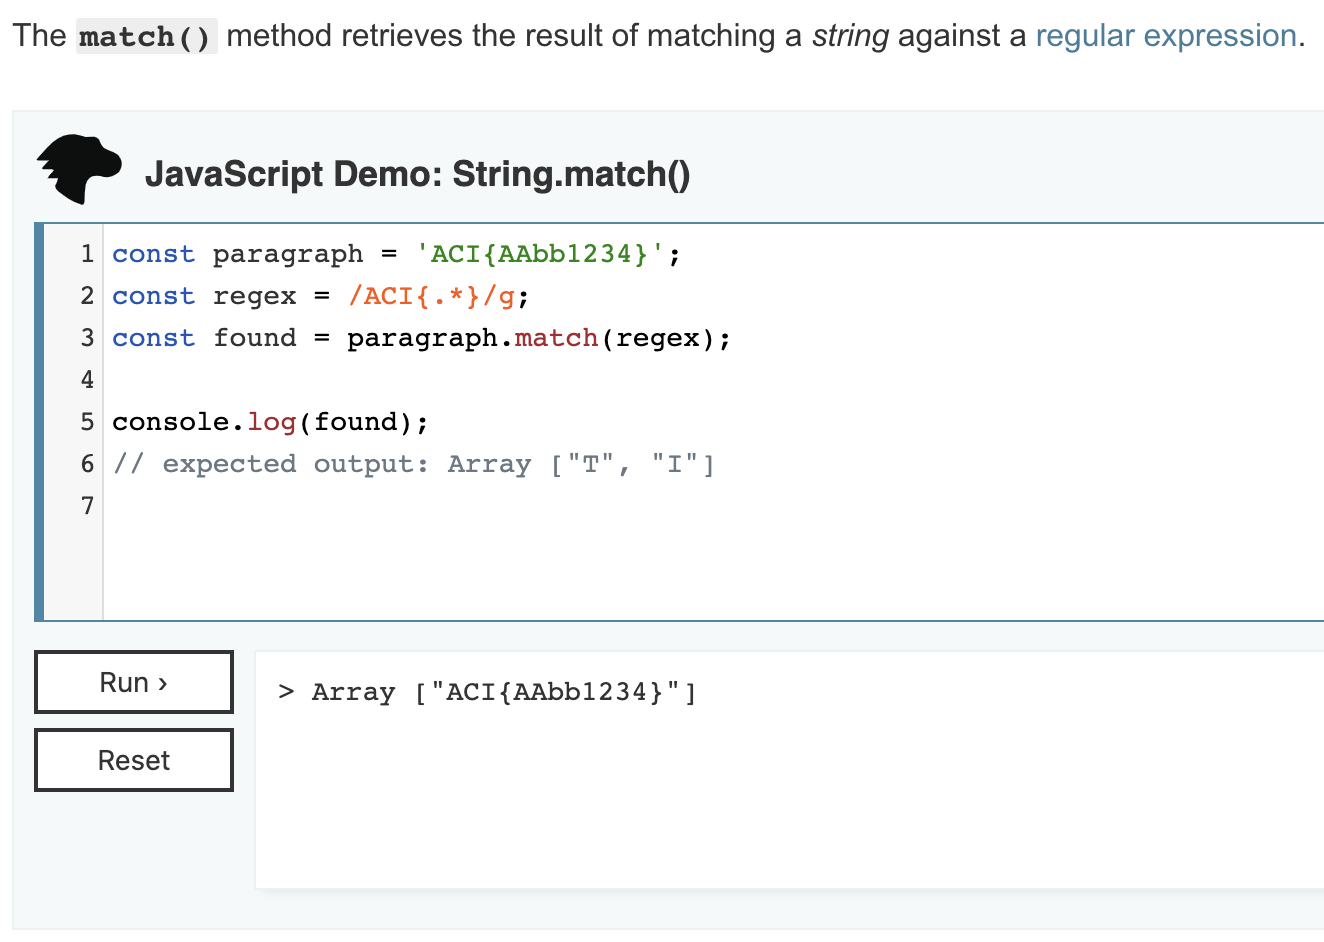 The match() method retrieves the result of matching a string against a regular expression.
JavaScript Demo: String.match()
1 const paragraph = 'ACI{AAbb1234}';
2 const regex = /ACI{.*}/g;
3 const found = paragraph.match(regex);
4
5 console.log(found);
6 // expected output: Array ["T", "I"]
7
Run ›
> Array ["ACI{AAbb1234}"]
Reset